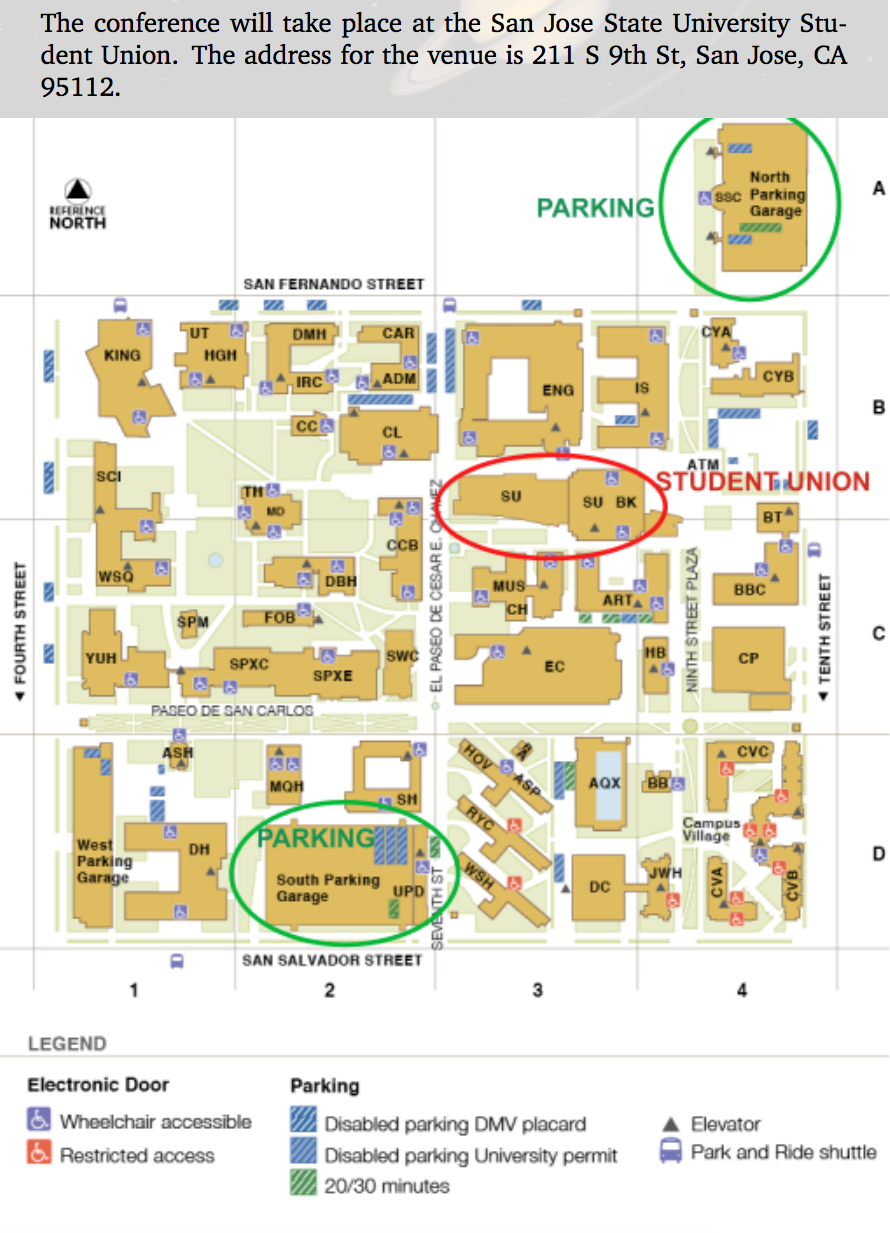 The conference will take place at the San Jose State University Stu-
dent Union. The address for the venue is 211 S 9th St, San Jose, CA
95112.
A
North
Parking
Garage
SSC
PARKING
REFERENCE
NORTH
SAN FERNANDO STREET
KING
UT
HGH
DMH
CAR
IRC
ADM
ENG
IS
CYA
CYB
B
CC
CL
ATM
STUDENT UNION
SCI
TH
MD
SU
SU BK
BT
EL PASEO DE CESAR E. CHAVEZ
CCB
WSQ
DBH
MUS
CH
ART
BBC
NINTH STREET PLAZA
FOURTH STREET
TENTH STREET
SPM
FOB
C
YUH
SPXC
SPXE
SWC
EC
HB
CP
PASEO DE SAN CARLOS
ASH
MQH
SH
HOV
ASP
AQX
BB
CVC
RYC
Campus
Village
PARKING
West
Parking
Garage
DH
South Parking
Garage
UPD
SEVENTH ST
WSH
DC
JWH
CVA
CVB
D
SAN SALVADOR STREET
1
2
3
4
LEGEND
Electronic Door
Wheelchair accessible
Restricted access
Parking
Disabled parking DMV placard
Disabled parking University permit
20/30 minutes
Elevator
Park and Ride shuttle